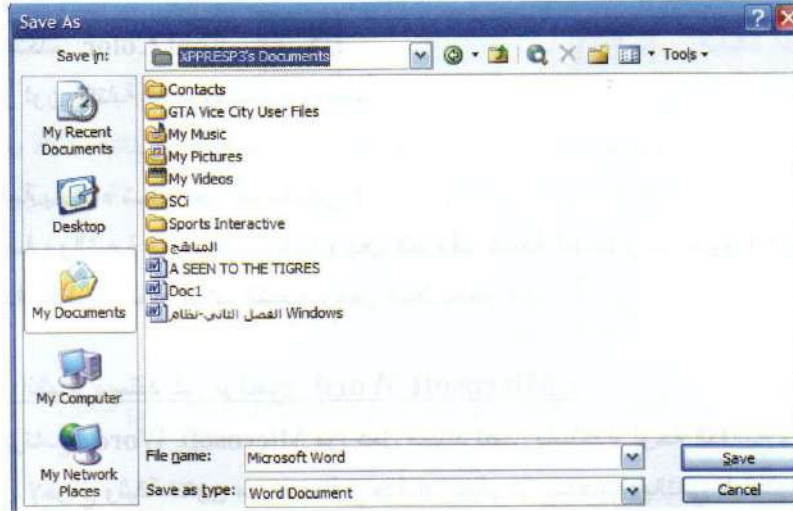 Save As
Save in: XPPRESP3's Documents Tools
My Recent Documents
Desktop
My Documents
My Computer
My Network Places
Contacts
GTA Vice City User Files
My Music
My Pictures
My Videos
SCi
Sports Interactive
المناهج
A SEEN TO THE TIGRES
Doc1
الفصل الثاني-نظام Windows
File name: Microsoft Word Save
Save as type: Word Document Cancel